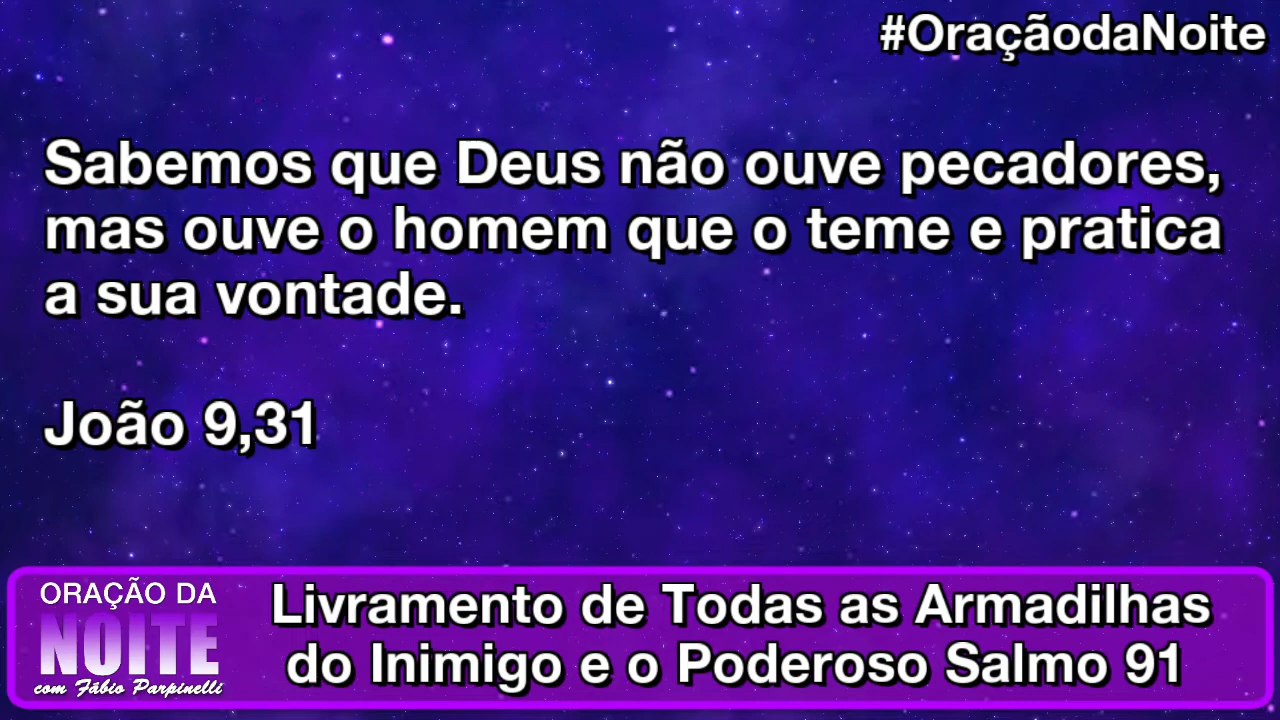 #OraçãodaNoite
Sabemos que Deus não ouve pecadores,
mas ouve o homem que o teme e pratica
a sua vontade.
João 9,31
ORAÇÃO DA
NOITE
com Fábio Parpinelli
Livramento de Todas as Armadilhas
do Inimigo e o Poderoso Salmo 91